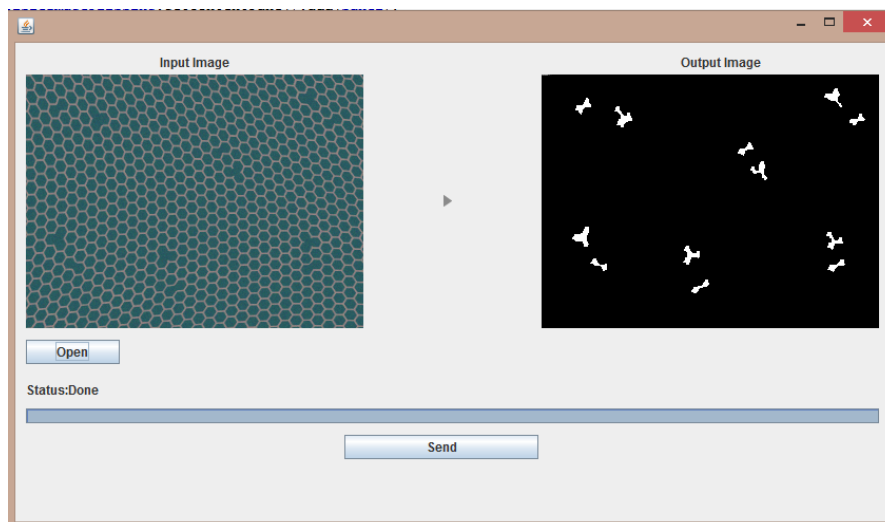 Input Image
Output Image
Open
Status:Done
Send